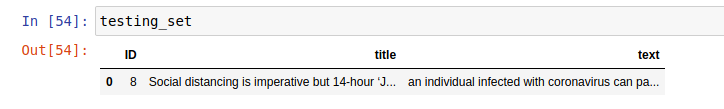 In [54]: testing_set
Out[54]:
ID title text
0 8 Social distancing is imperative but 14-hour ‘J... an individual infected with coronavirus can pa...